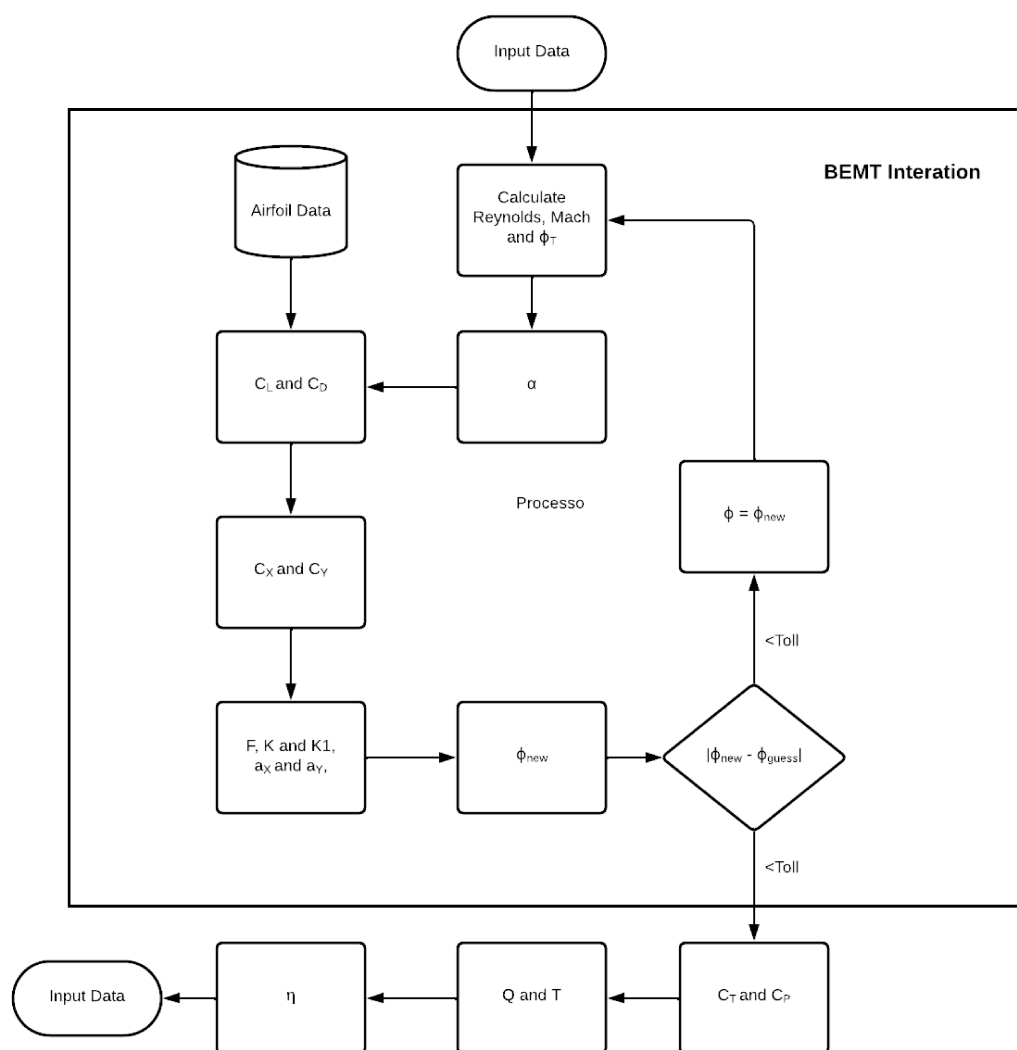 Input Data
BEMT Interation
Airfoil Data
Calculate
Reynolds, Mach
and ϕT
CL and CD
α
Processo
ϕ = ϕnew
CX and CY
<Toll
F, K and K1,
aX and aY,
ϕnew
|ϕnew - ϕguess|
<Toll
Input Data
η
Q and T
CT and CP